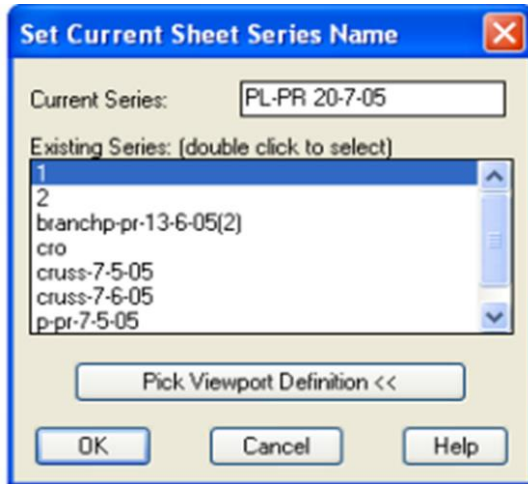 Set Current Sheet Series Name
Current Series: PL-PR 20-7-05
Existing Series: (double click to select)
1
2
branchp-pr-13-6-05(2)
cro
cruss-7-5-05
cruss-7-6-05
p-pr-7-5-05
Pick Viewport Definition <<
OK Cancel Help